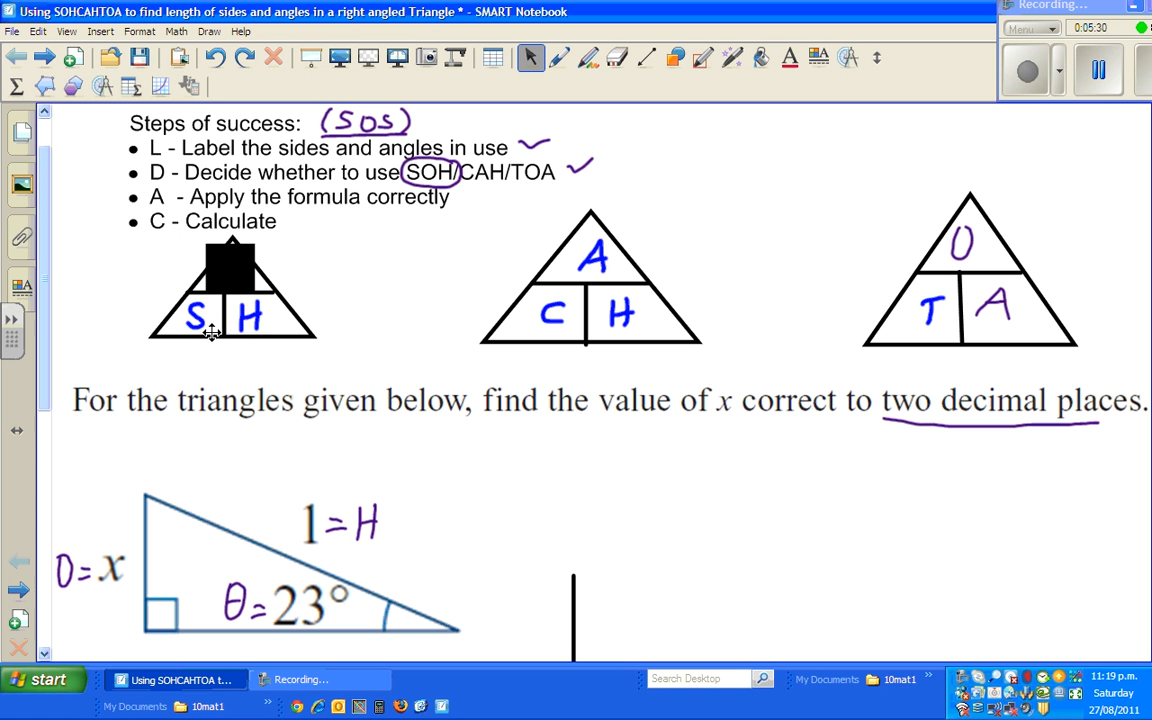 Using SOHCAHTOA to find length of sides and angles in a right angled Triangle * - SMART Notebook
Recording...
File Edit View Insert Format Math Draw Help
Menu
0:05:30
Steps of success: (SOS)
• L - Label the sides and angles in use
• D - Decide whether to use SOH/CAH/TOA
• A - Apply the formula correctly
• C - Calculate
S H
A
C H
O
T A
For the triangles given below, find the value of x correct to two decimal places.
1 = H
O = x
θ = 23°
start
Using SOHCAHTOA t...
Recording...
Search Desktop
My Documents
10mat1
»
11:19 p.m.
Saturday
27/08/2011
My Documents
10mat1
»